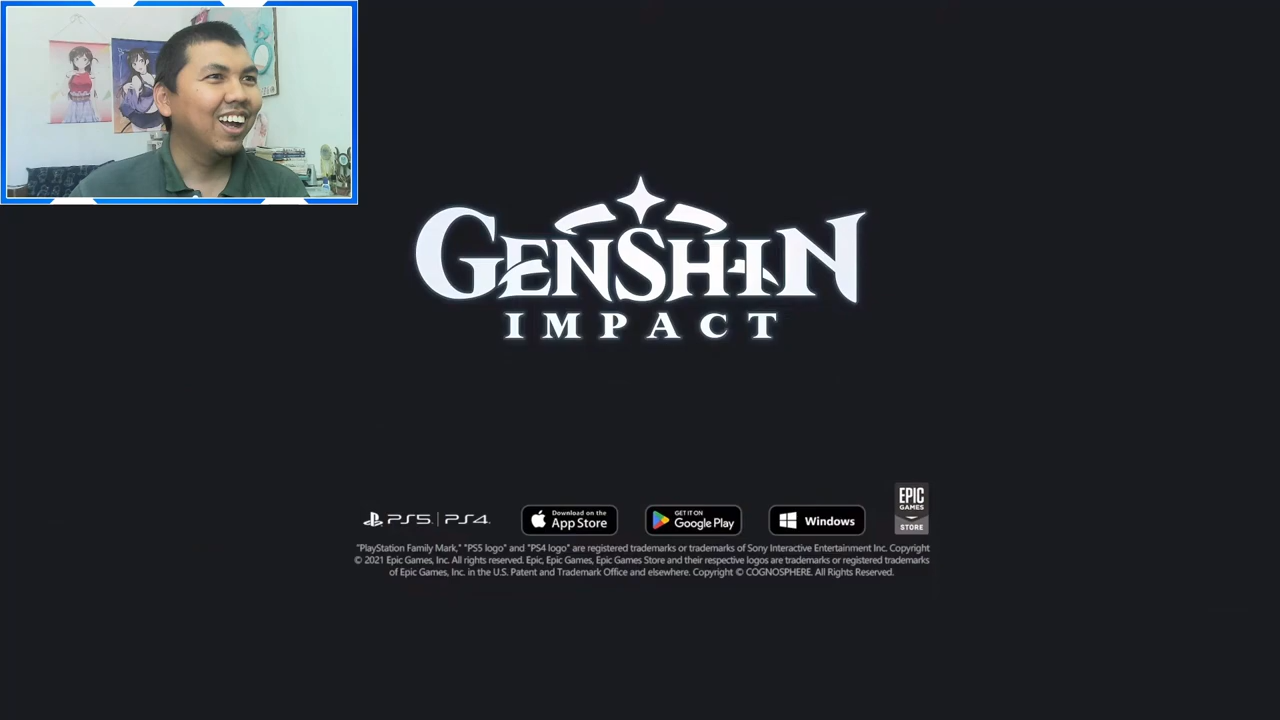 GENSHIN
IMPACT
PS5 | PS4
Download on the
App Store
GET IT ON
Google Play
Windows
EPIC
GAMES
STORE
"PlayStation Family Mark," "PS5 logo" and "PS4 logo" are registered trademarks or trademarks of Sony Interactive Entertainment Inc. Copyright
© 2021 Epic Games, Inc. All rights reserved. Epic, Epic Games, Epic Games Store and their respective logos are trademarks or registered trademarks
of Epic Games, Inc. in the U.S. Patent and Trademark Office and elsewhere. Copyright © COGNOSPHERE. All Rights Reserved.